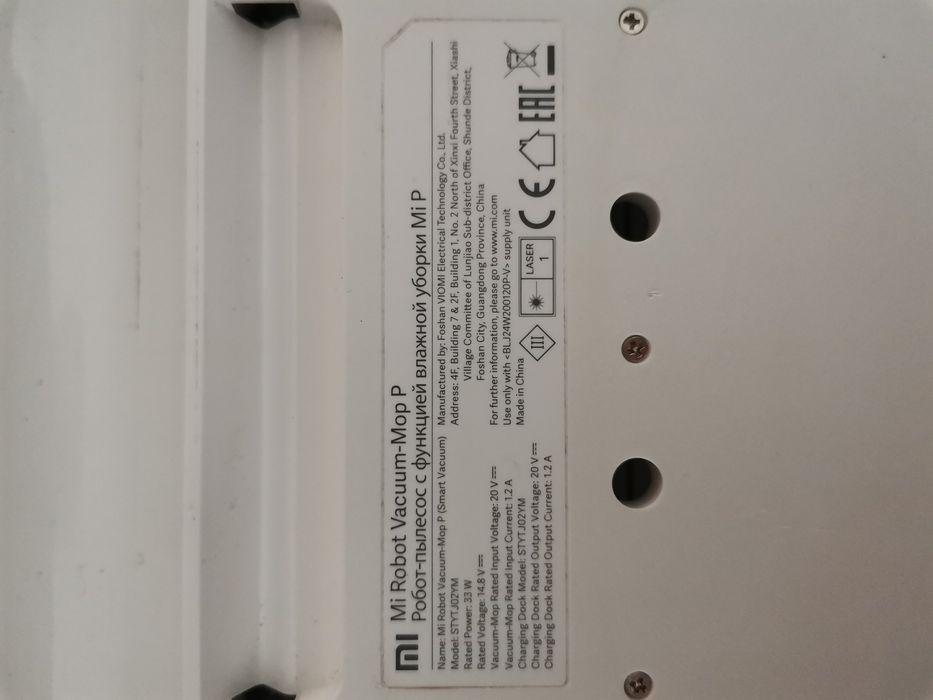 mi Mi Robot Vacuum-Mop P
Робот-пылесос с функцией влажной уборки Mi P
Name: Mi Robot Vacuum-Mop P (Smart Vacuum)
Model: STYTJ02YM
Rated Power: 33 W
Rated Voltage: 14.8 V⎓
Vacuum-Mop Rated Input Voltage: 20 V⎓
Vacuum-Mop Rated Input Current: 1.2 A
Charging Dock Model: STYTJ02YM
Charging Dock Rated Output Voltage: 20 V⎓
Charging Dock Rated Output Current: 1.2 A
Manufactured by: Foshan VIOMI Electrical Technology Co., Ltd.
Address: 4F, Building 7 & 2F, Building 1, No. 2 North of Xinxi Fourth Street, Xiashi
Village Committee of Lunjiao Sub-district Office, Shunde District,
Foshan City, Guangdong Province, China
For further information, please go to www.mi.com
Use only with <BLJ24W200120P-V> supply unit
Made in China
III
LASER
1
CE
EAC